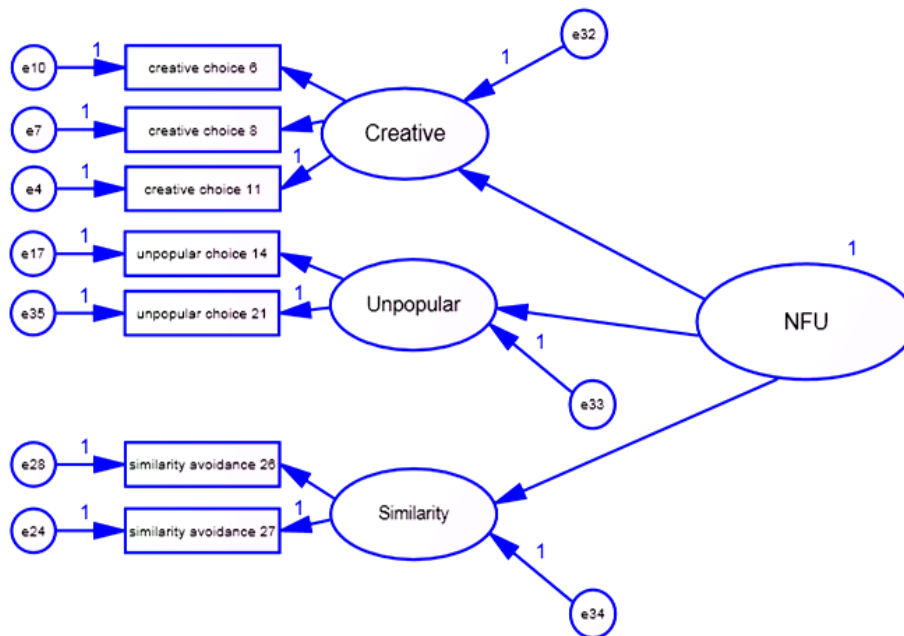 e32
1
1
e10
creative choice 6
1
e7
creative choice 8
Creative
1
1
e4
creative choice 11
1
e17
unpopular choice 14
1
1
e35
unpopular choice 21
1
Unpopular
NFU
1
e33
1
e28
similarity avoidance 26
1
e24
similarity avoidance 27
1
Similarity
1
e34